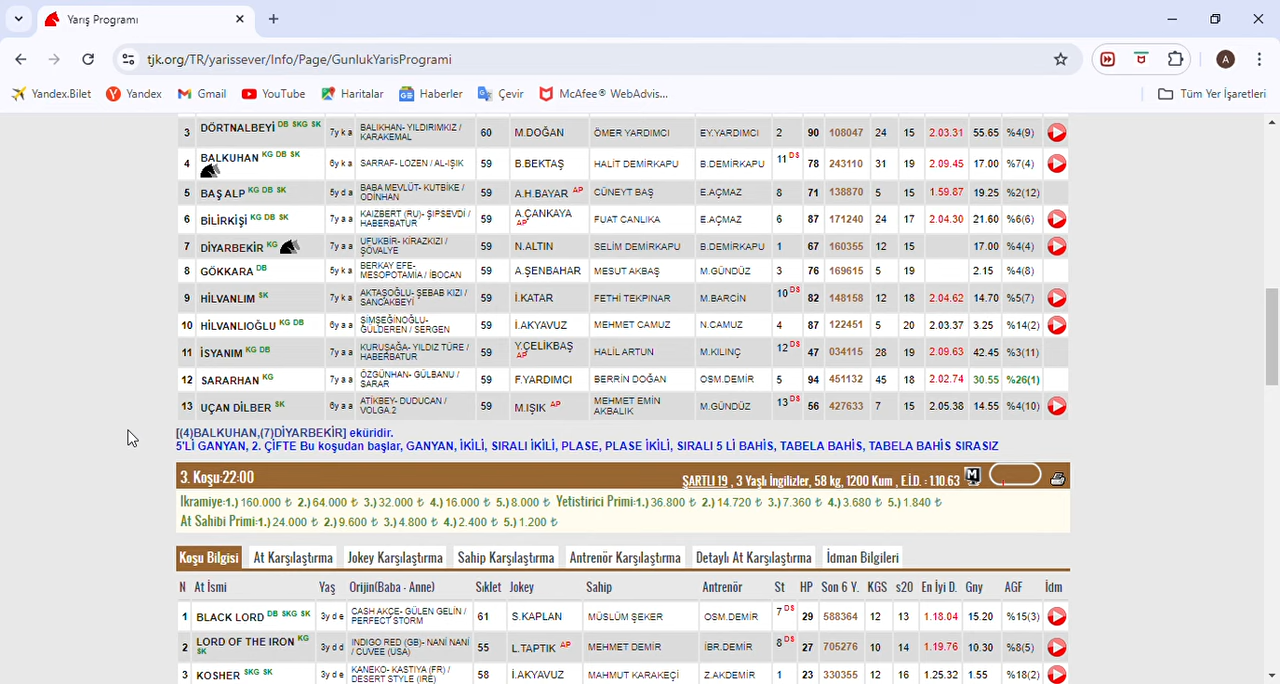 Yarış Programı
tjk.org/TR/yarissever/Info/Page/GunlukYarisProgrami
A
Yandex.Bilet Yandex Gmail YouTube Haritalar Haberler Çevir McAfee® WebAdvis... Tüm Yer İşaretleri
3 DÖRTNALBEYİ DB SKG SK 7y k a BALIKHAN- YILDIRIMKIZ / KARAKEMAL 60 M.DOĞAN ÖMER YARDIMCI EY.YARDIMCI 2 90 108047 24 15 2.03.31 55.65 %4(9)
4 BALKUHAN KG DB SK 6y k a SARRAF- LOZEN / AL-IŞIK 59 B.BEKTAŞ HALİT DEMİRKAPU B.DEMİRKAPU 11 DS 78 243110 31 19 2.09.45 17.00 %7(4)
5 BAŞ ALP KG DB SK 5y d a BABA MEVLÜT- KUTBİKE / ODİNHAN 59 A.H.BAYAR AP CÜNEYT BAŞ E.AÇMAZ 8 71 138870 5 15 1.59.87 19.25 %2(12)
6 BİLİRKİŞİ KG DB SK 7y a a KAIZBERT (RU)- ŞIPSEVDİ / HABERBATUR 59 A.ÇANKAYA AP FUAT CANLIKA E.AÇMAZ 6 87 171240 24 17 2.04.30 21.60 %6(6)
7 DİYARBEKİR KG 7y a a UFUKBİR- KIRAZKIZI / ŞÖVALYE 59 N.ALTIN SELİM DEMİRKAPU B.DEMİRKAPU 1 67 160355 12 15 17.00 %4(4)
8 GÖKKARA DB 5y k a BERKAY EFE- MESOPOTAMIA / İBOCAN 59 A.ŞENBAHAR MESUT AKBAŞ M.GÜNDÜZ 3 76 169615 5 19 2.15 %4(8)
9 HİLVANLIM SK 7y k a AKTAŞOĞLU- ŞEBAB KIZI / SANCAKBEYİ 59 İ.KATAR FETHİ TEKPINAR M.BARCİN 10 DS 82 148158 12 18 2.04.62 14.70 %5(7)
10 HİLVANLIOĞLU KG DB 6y a a ŞİMŞEĞİNOĞLU- GÜLDEREN / SERGEN 59 İ.AKYAVUZ MEHMET CAMUZ N.CAMUZ 4 87 122451 5 20 2.03.37 3.25 %14(2)
11 İSYANIM KG DB 7y a a KURUŞAĞA- YILDIZ TÜRE / HABERBATUR 59 Y.ÇELİKBAŞ AP HALİL ARTUN M.KILINÇ 12 DS 47 034115 28 19 2.09.63 42.45 %3(11)
12 SARARHAN KG 7y a a ÖZGÜNHAN- GÜLBANU / SARAR 59 F.YARDIMCI BERRİN DOĞAN OSM.DEMİR 5 94 451132 45 18 2.02.74 30.55 %26(1)
13 UÇAN DİLBER SK 6y a a ATİKBEY- DUDUCAN / VOLGA.2 59 M.IŞIK AP MEHMET EMİN AKBALIK M.GÜNDÜZ 13 DS 56 427633 7 15 2.05.38 14.55 %4(10)
[(4)BALKUHAN,(7)DİYARBEKİR] eküridir.
5'Lİ GANYAN, 2. ÇİFTE Bu koşudan başlar, GANYAN, İKİLİ, SIRALI İKİLİ, PLASE, PLASE İKİLİ, SIRALI 5 Lİ BAHİS, TABELA BAHİS, TABELA BAHİS SIRASIZ
3. Koşu:22:00 ŞARTLI 19 , 3 Yaşlı İngilizler, 58 kg, 1200 Kum , E.İ.D. : 1.10.63 M
Ikramiye:1.) 160.000 ₺ 2.) 64.000 ₺ 3.) 32.000 ₺ 4.) 16.000 ₺ 5.) 8.000 ₺ Yetistirici Primi:1.) 36.800 ₺ 2.) 14.720 ₺ 3.) 7.360 ₺ 4.) 3.680 ₺ 5.) 1.840 ₺
At Sahibi Primi:1.) 24.000 ₺ 2.) 9.600 ₺ 3.) 4.800 ₺ 4.) 2.400 ₺ 5.) 1.200 ₺
Koşu Bilgisi At Karşılaştırma Jokey Karşılaştırma Sahip Karşılaştırma Antrenör Karşılaştırma Detaylı At Karşılaştırma İdman Bilgileri
N At İsmi Yaş Orijin(Baba - Anne) Sıklet Jokey Sahip Antrenör St HP Son 6 Y. KGS s20 En İyi D. Gny AGF İdm
1 BLACK LORD DB SKG SK 3y d e CASH AKÇE- GÜLEN GELİN / PERFECT STORM 61 S.KAPLAN MÜSLÜM ŞEKER OSM.DEMİR 7 DS 29 588364 12 13 1.18.04 15.20 %15(3)
2 LORD OF THE IRON KG SK 3y d d INDIGO RED (GB)- NANİ NANİ / CUVEE (USA) 55 L.TAPTIK AP MEHMET DEMİR İBR.DEMİR 8 DS 27 705276 10 14 1.19.76 10.30 %8(5)
3 KOSHER SKG SK 3y d e KANEKO- KASTIYA (FR) / DESERT STYLE (IRE) 58 İ.AKYAVUZ MAHMUT KARAKEÇİ Z.AKDEMİR 1 23 330355 12 16 1.25.32 1.55 %18(2)